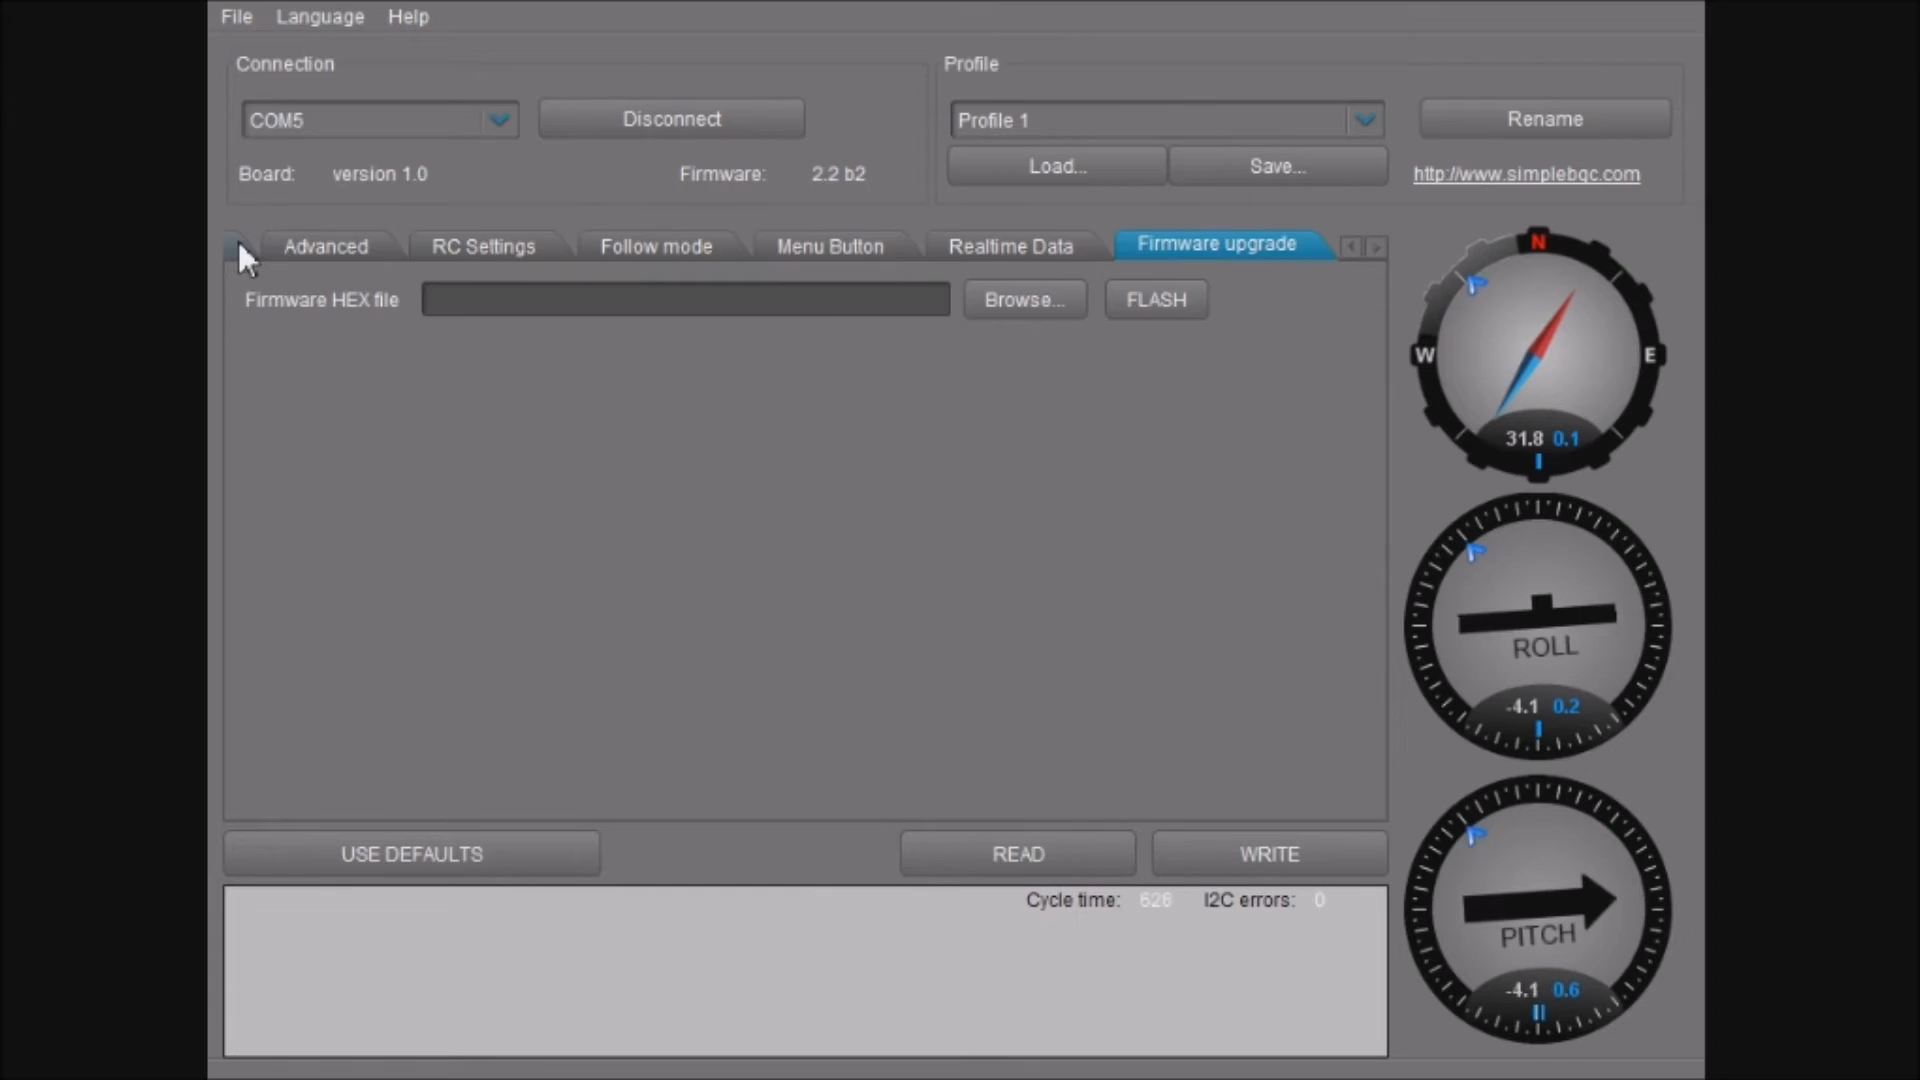 File Language Help
Connection
Profile
COM5
Disconnect
Profile 1
Rename
Load...
Save...
Board: version 1.0
Firmware: 2.2 b2
http://www.simplebgc.com
Advanced
RC Settings
Follow mode
Menu Button
Realtime Data
Firmware upgrade
Firmware HEX file
Browse...
FLASH
N
W
E
31.8 0.1
ROLL
-4.1 0.2
PITCH
-4.1 0.6
USE DEFAULTS
READ
WRITE
Cycle time: 626 I2C errors: 0